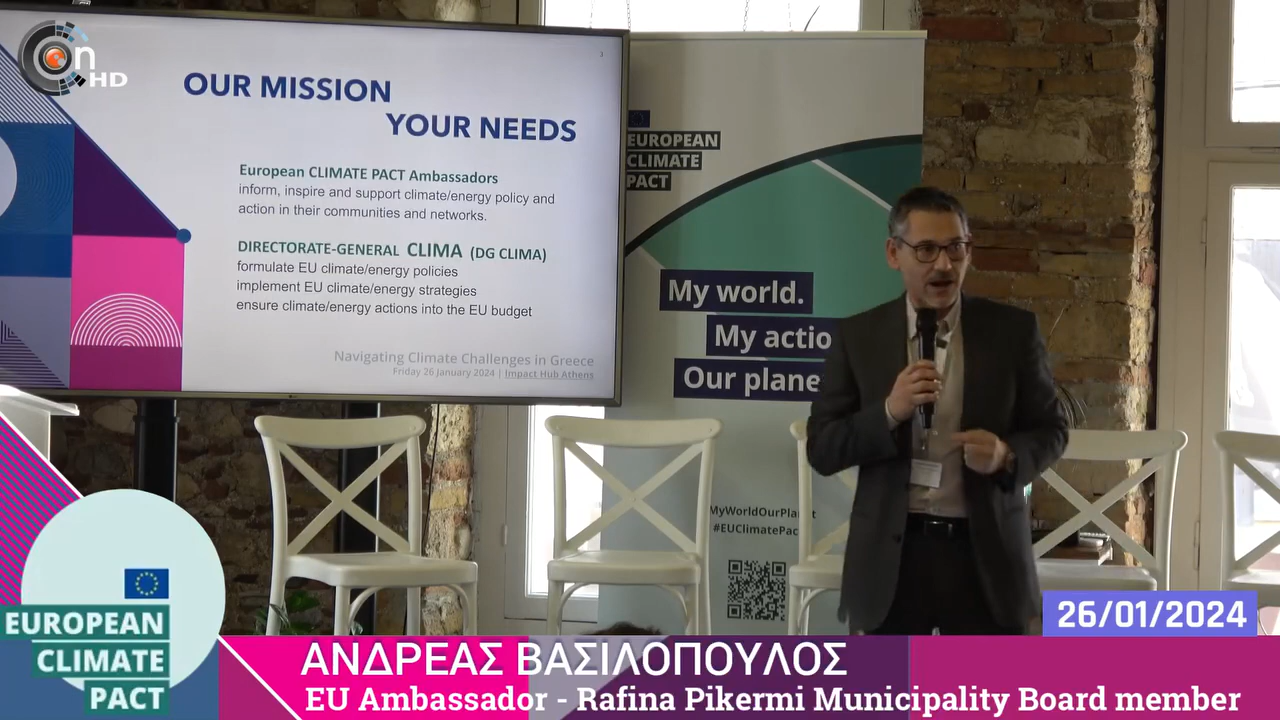 On HD
3
OUR MISSION
YOUR NEEDS
European CLIMATE PACT Ambassadors
inform, inspire and support climate/energy policy and
action in their communities and networks.
DIRECTORATE-GENERAL CLIMA (DG CLIMA)
formulate EU climate/energy policies
implement EU climate/energy strategies
ensure climate/energy actions into the EU budget
Navigating Climate Challenges in Greece
Friday 26 January 2024 | Impact Hub Athens
EUROPEAN
CLIMATE
PACT
My world.
My actio
Our plane
MyWorldOurPlanet
#EUClimatePac
26/01/2024
EUROPEAN
CLIMATE
PACT
ΑΝΔΡΕΑΣ ΒΑΣΙΛΟΠΟΥΛΟΣ
EU Ambassador - Rafina Pikermi Municipality Board member